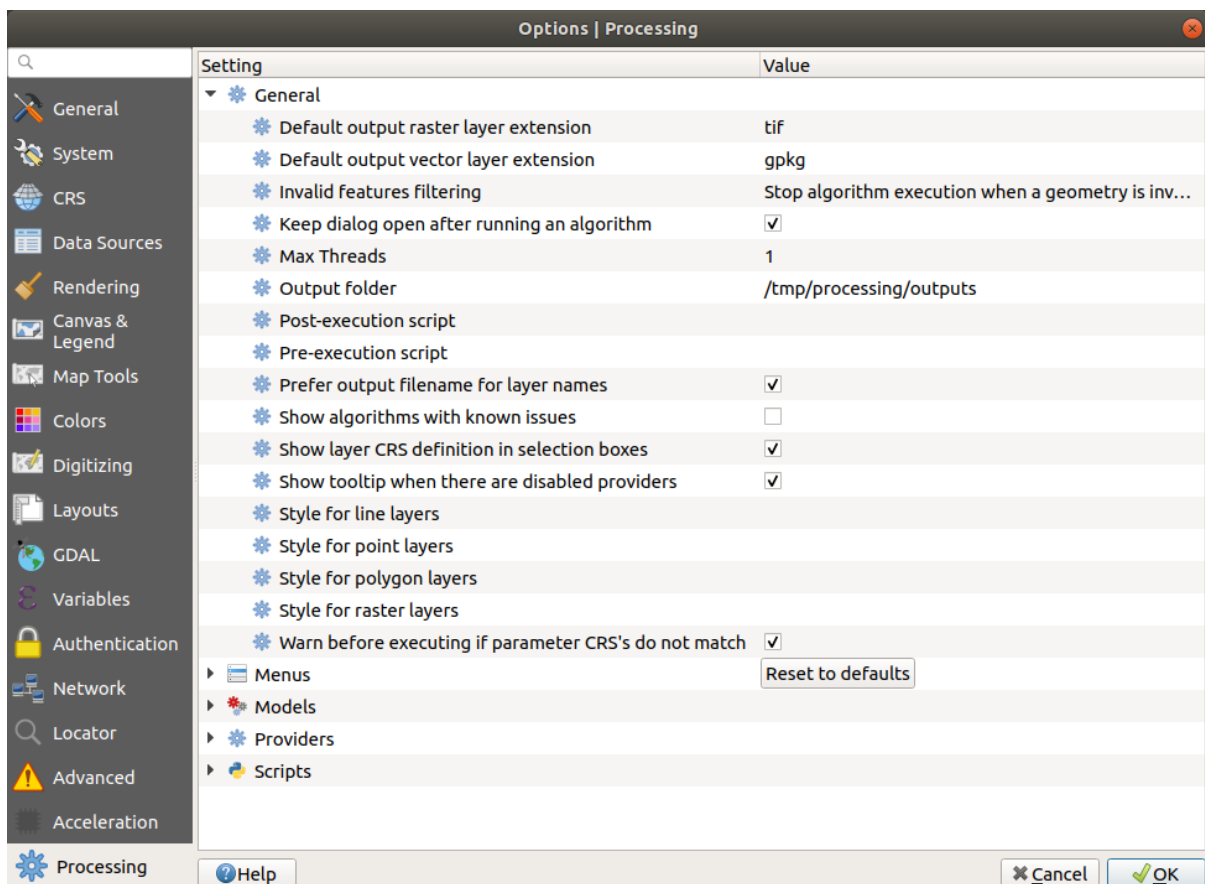 Options | Processing
Setting Value
General
General
Default output raster layer extension tif
System
Default output vector layer extension gpkg
CRS
Invalid features filtering Stop algorithm execution when a geometry is inv...
Keep dialog open after running an algorithm
Data Sources
Max Threads 1
Rendering
Output folder /tmp/processing/outputs
Canvas &
Legend
Post-execution script
Pre-execution script
Map Tools
Prefer output filename for layer names
Colors
Show algorithms with known issues
Show layer CRS definition in selection boxes
Digitizing
Show tooltip when there are disabled providers
Layouts
Style for line layers
Style for point layers
GDAL
Style for polygon layers
Variables
Style for raster layers
Authentication
Warn before executing if parameter CRS's do not match
Menus Reset to defaults
Network
Models
Locator
Providers
Advanced
Scripts
Acceleration
Processing
Help
Cancel
OK